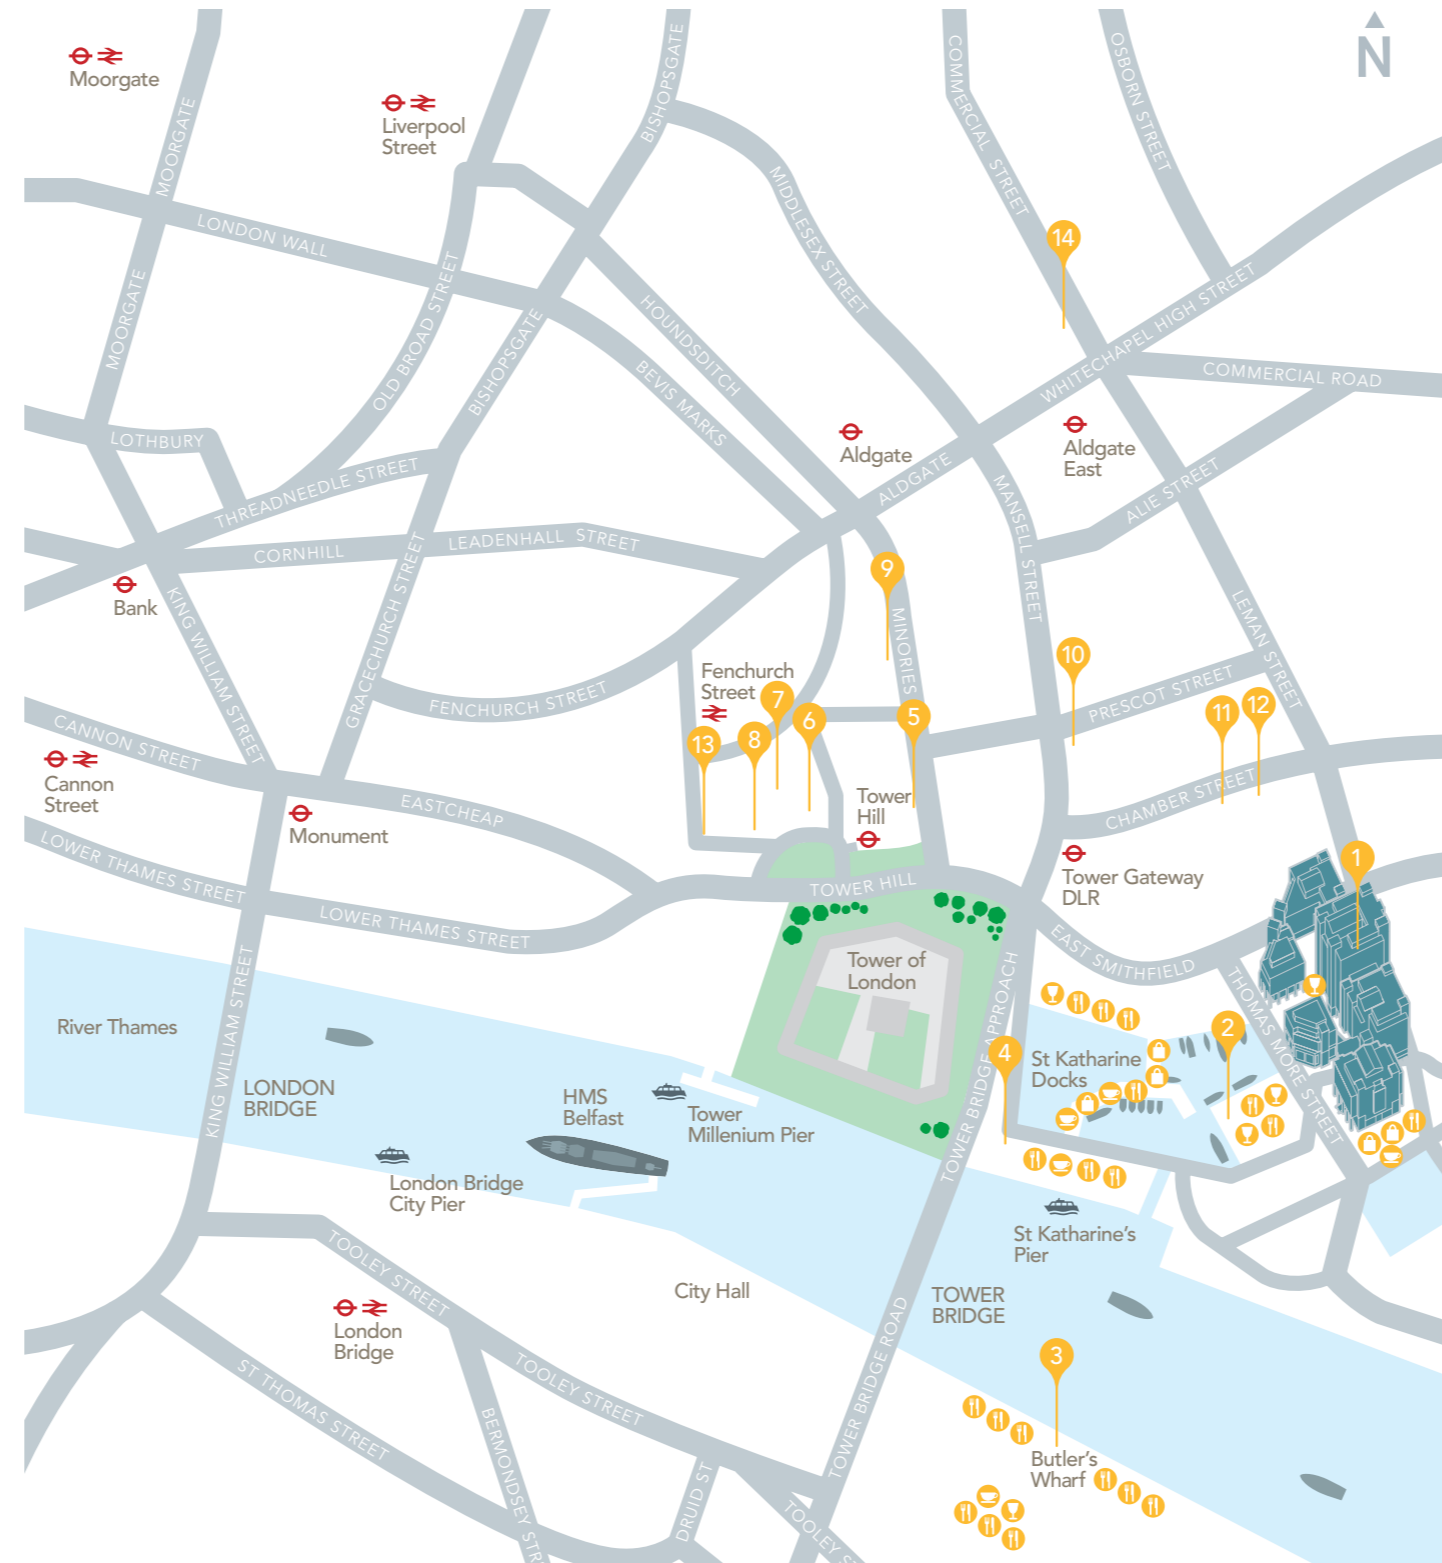 N
Moorgate
Liverpool
Street
MOORGATE
BISHOPSGATE
COMMERCIAL STREET
OSBORN STREET
MIDDLESEX STREET
LONDON WALL
14
MOORGATE
OLD BROAD STREET
HOUNDSDITCH
WHITECHAPEL HIGH STREET
BISHOPSGATE
BEVIS MARKS
COMMERCIAL ROAD
LOTHBURY
Aldgate
Aldgate
East
THREADNEEDLE STREET
ALDGATE
MANSELL STREET
ALIE STREET
CORNHILL
LEADENHALL STREET
Bank
KING WILLIAM STREET
GRACECHURCH STREET
9
MINORIES
LEMAN STREET
10
Fenchurch
Street
FENCHURCH STREET
PRESCOT STREET
7
6
5
13
8
11
12
CANNON STREET
Cannon
Street
EASTCHEAP
Monument
Tower
Hill
CHAMBER STREET
LOWER THAMES STREET
LOWER THAMES STREET
TOWER HILL
Tower Gateway
DLR
1
EAST SMITHFIELD
Tower of
London
KING WILLIAM STREET
River Thames
TOWER BRIDGE APPROACH
THOMAS MORE STREET
2
4
St Katharine
Docks
LONDON
BRIDGE
HMS
Belfast
Tower
Millenium Pier
London Bridge
City Pier
St Katharine's
Pier
TOOLEY STREET
City Hall
TOWER
BRIDGE
London
Bridge
TOWER BRIDGE ROAD
3
ST THOMAS STREET
TOOLEY STREET
BERMONDSEY STR
Butler's
Wharf
DRUID ST
TOOLEY S